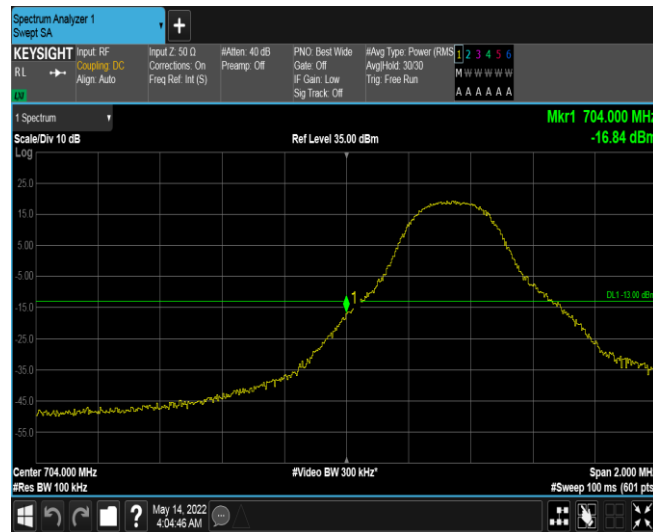 Spectrum Analyzer 1
Swept SA
+
KEYSIGHT
RL
LXI
Input: RF
Coupling: DC
Align: Auto
Input Z: 50 Ω
Corrections: On
Freq Ref: Int (S)
#Atten: 40 dB
Preamp: Off
PNO: Best Wide
Gate: Off
IF Gain: Low
Sig Track: Off
#Avg Type: Power (RMS
Avg|Hold: 30/30
Trig: Free Run
1 2 3 4 5 6
M W W W W W
A A A A A A
1 Spectrum
Scale/Div 10 dB
Ref Level 35.00 dBm
Mkr1 704.000 MHz
-16.84 dBm
Log
25.0
15.0
5.00
-5.00
-15.0
-25.0
-35.0
-45.0
-55.0
1
DL1 -13.00 dBm
Center 704.000 MHz
#Res BW 100 kHz
#Video BW 300 kHz*
Span 2.000 MHz
#Sweep 100 ms (601 pts
?
May 14, 2022
4:04:46 AM